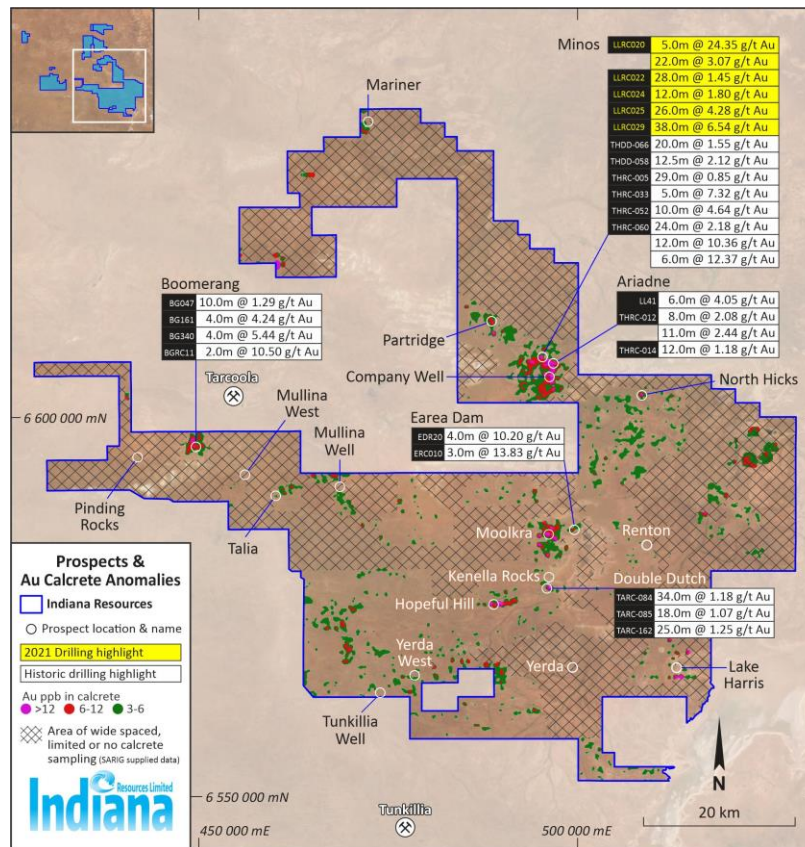 Minos
LLRC020 5.0m @ 24.35 g/t Au
22.0m @ 3.07 g/t Au
LLRC022 28.0m @ 1.45 g/t Au
LLRC024 12.0m @ 1.80 g/t Au
LLRC025 26.0m @ 4.28 g/t Au
LLRC029 38.0m @ 6.54 g/t Au
THDD-066 20.0m @ 1.55 g/t Au
THDD-058 12.5m @ 2.12 g/t Au
THRC-005 29.0m @ 0.85 g/t Au
THRC-033 5.0m @ 7.32 g/t Au
THRC-052 10.0m @ 4.64 g/t Au
THRC-060 24.0m @ 2.18 g/t Au
12.0m @ 10.36 g/t Au
6.0m @ 12.37 g/t Au
Mariner
Boomerang
BG047 10.0m @ 1.29 g/t Au
BG161 4.0m @ 4.24 g/t Au
BG340 4.0m @ 5.44 g/t Au
BGRC11 2.0m @ 10.50 g/t Au
Ariadne
LL41 6.0m @ 4.05 g/t Au
THRC-012 8.0m @ 2.08 g/t Au
11.0m @ 2.44 g/t Au
THRC-014 12.0m @ 1.18 g/t Au
Partridge
Company Well
North Hicks
Tarcoola
6 600 000 mN
Mullina
West
Mullina
Well
Earea Dam
EDR20 4.0m @ 10.20 g/t Au
ERC010 3.0m @ 13.83 g/t Au
Pinding
Rocks
Talia
Moolkra
Renton
Kenella Rocks
Double Dutch
TARC-084 34.0m @ 1.18 g/t Au
TARC-085 18.0m @ 1.07 g/t Au
TARC-162 25.0m @ 1.25 g/t Au
Hopeful Hill
Yerda
West
Yerda
Lake
Harris
Tunkillia
Well
Prospects &
Au Calcrete Anomalies
Indiana Resources
Prospect location & name
2021 Drilling highlight
Historic drilling highlight
Au ppb in calcrete
>12 6-12 3-6
Area of wide spaced,
limited or no calcrete
sampling (SARIG supplied data)
Indiana Resources Limited
6 550 000 mN
Tunkillia
450 000 mE
500 000 mE
N
20 km